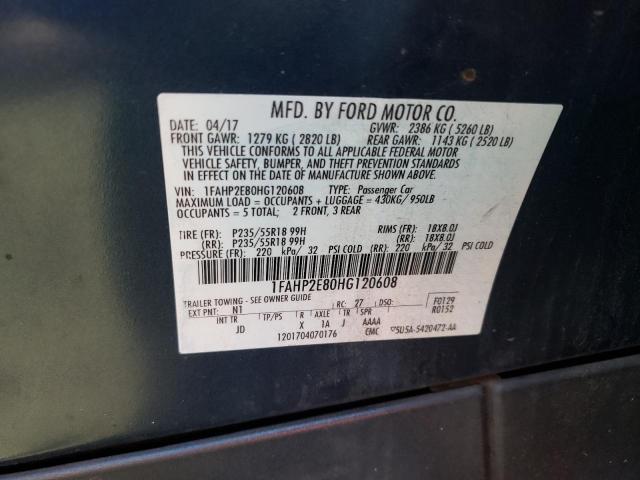 MFD. BY FORD MOTOR CO.
DATE: 04/17 GVWR: 2386 KG ( 5260 LB)
FRONT GAWR: 1279 KG ( 2820 LB) REAR GAWR: 1143 KG ( 2520 LB)
THIS VEHICLE CONFORMS TO ALL APPLICABLE FEDERAL MOTOR
VEHICLE SAFETY, BUMPER, AND THEFT PREVENTION STANDARDS
IN EFFECT ON THE DATE OF MANUFACTURE SHOWN ABOVE.
VIN: 1FAHP2E80HG120608 TYPE: Passenger Car
MAXIMUM LOAD = OCCUPANTS + LUGGAGE = 430KG/ 950LB
OCCUPANTS = 5 TOTAL; 2 FRONT, 3 REAR
TIRE (FR): P235/55R18 99H RIMS (FR): 18X8.0J
(RR): P235/55R18 99H (RR): 18X8.0J
PRESSURE (FR): 220 kPa/ 32 PSI COLD (RR): 220 kPa/ 32 PSI COLD
1FAHP2E80HG120608
TRAILER TOWING - SEE OWNER GUIDE
EXT PNT: N1 RC: 27 DSO: F0129
INT TR TP/PS R AXLE TR SPR R0152
JD X 1A J AAAA
1201704070176 EMC 5U5A-5420472-AA